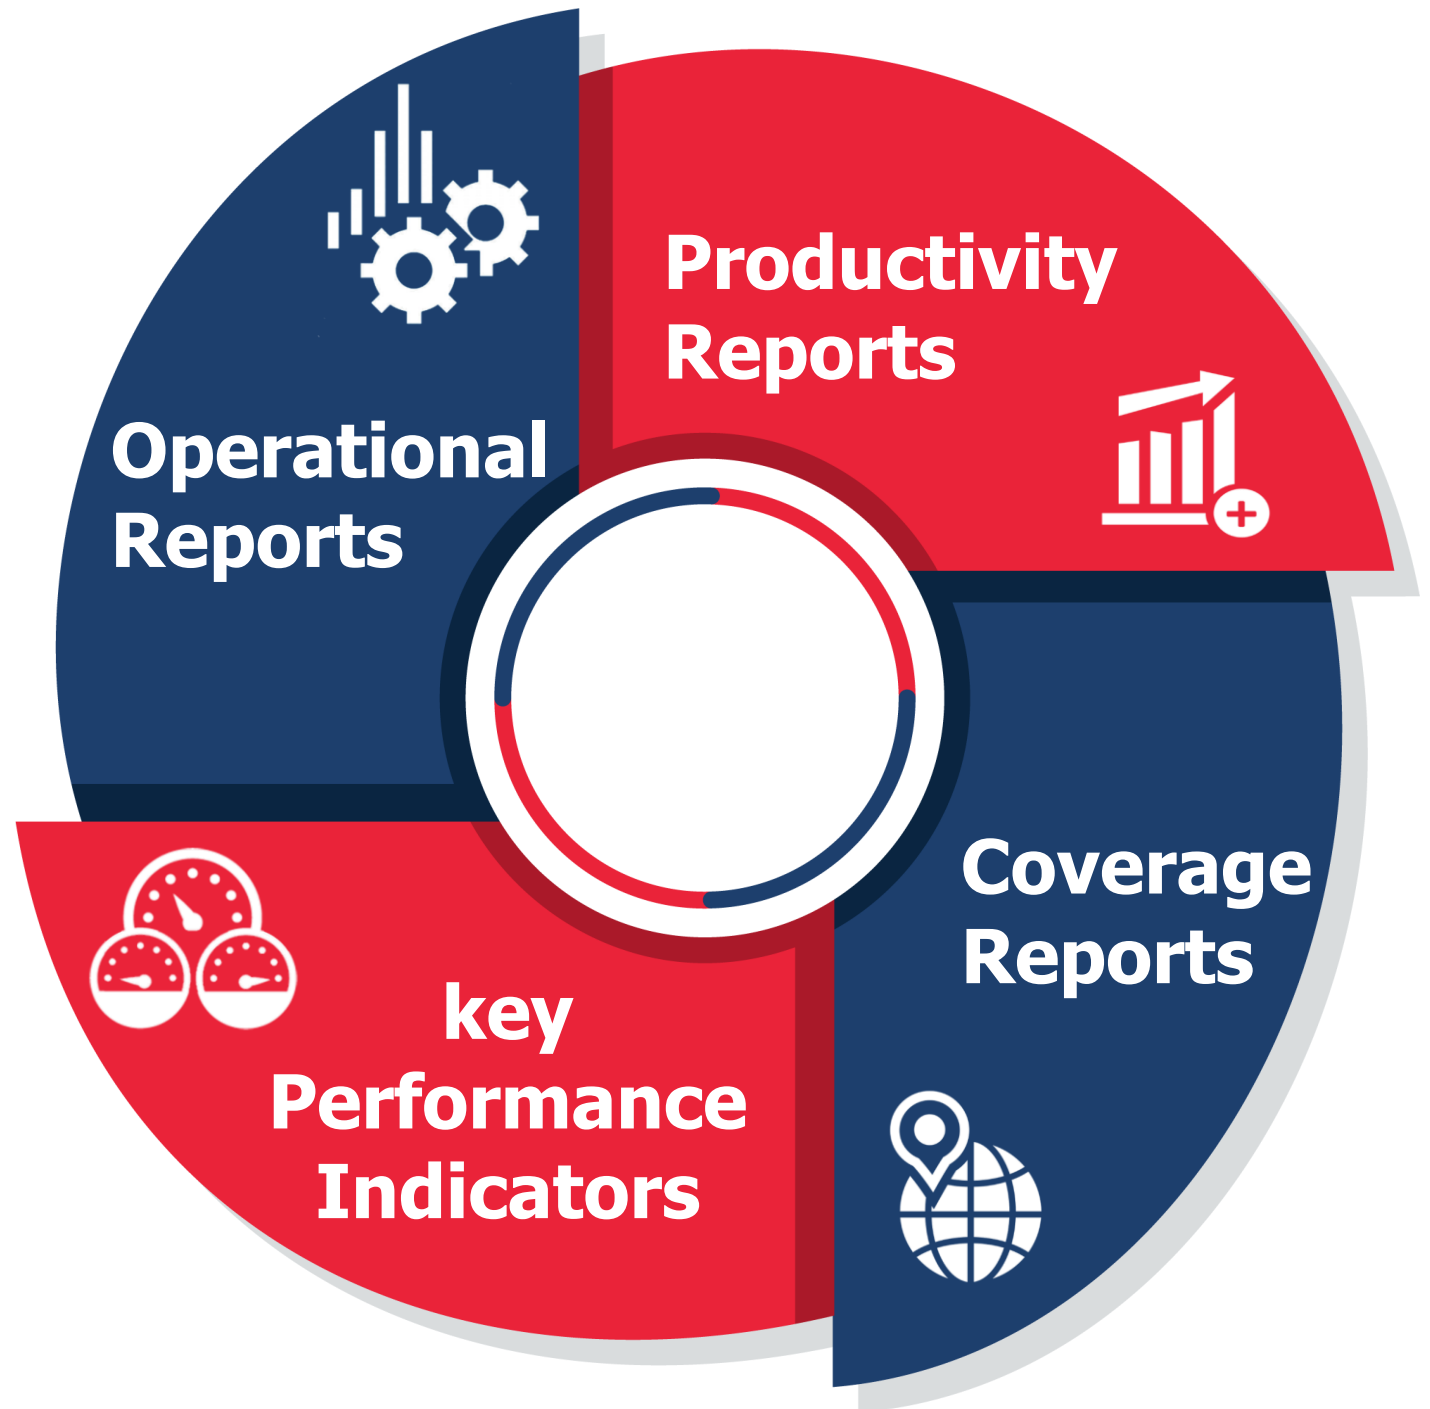 Productivity
Reports
Operational
Reports
Coverage
Reports
key
Performance
Indicators